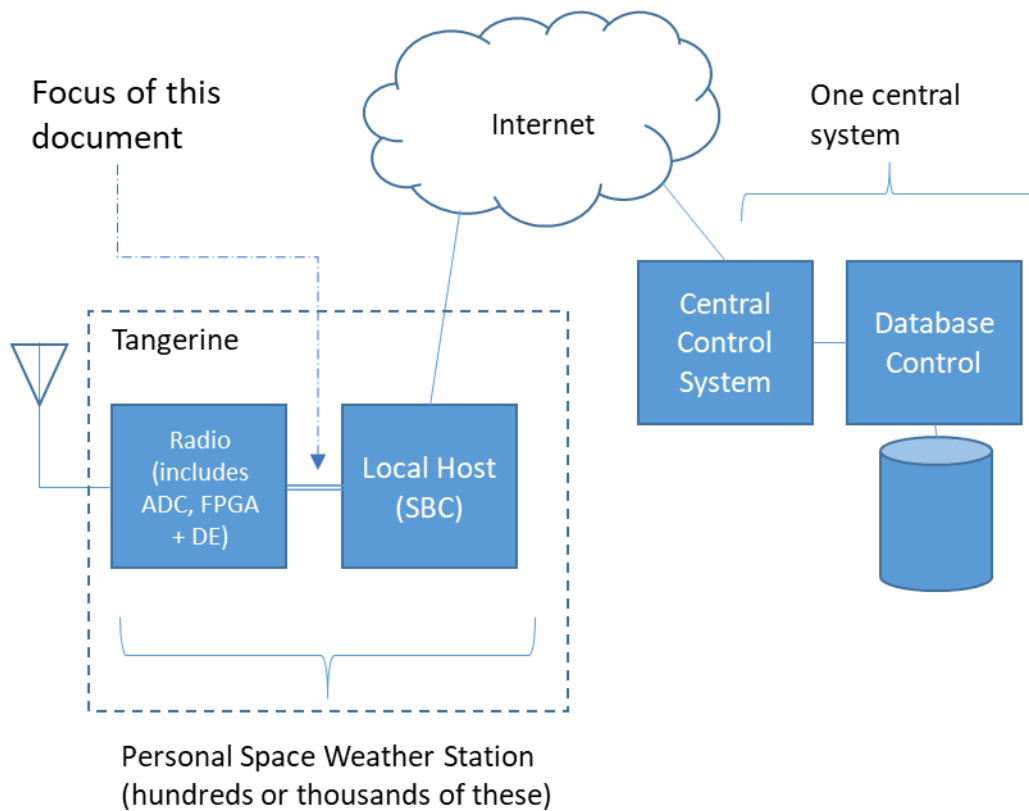 Focus of this
document
Internet
One central
system
Central
Control
System
Database
Control
Tangerine
Radio
(includes
ADC, FPGA
+ DE)
Local Host
(SBC)
Personal Space Weather Station
(hundreds or thousands of these)